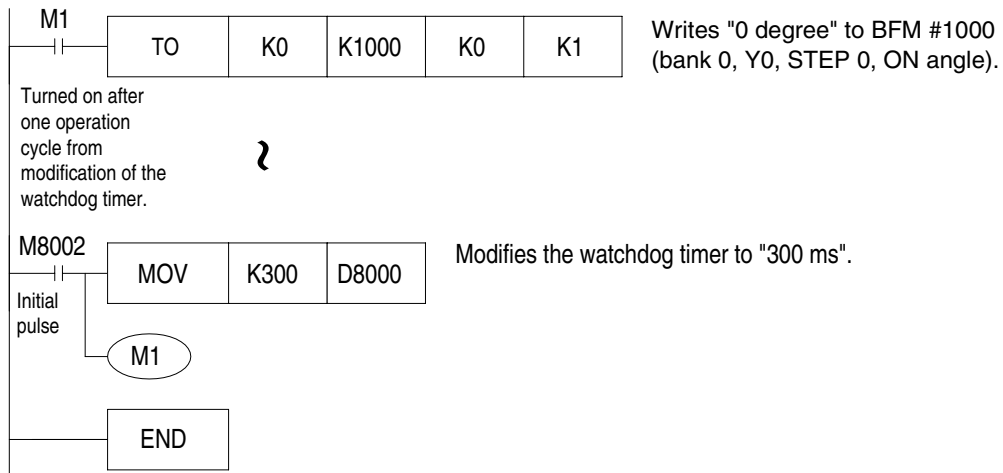 M1
TO K0 K1000 K0 K1
Writes "0 degree" to BFM #1000
(bank 0, Y0, STEP 0, ON angle).
Turned on after
one operation
cycle from
modification of the
watchdog timer.
M8002
MOV K300 D8000
Modifies the watchdog timer to "300 ms".
Initial
pulse
M1
END